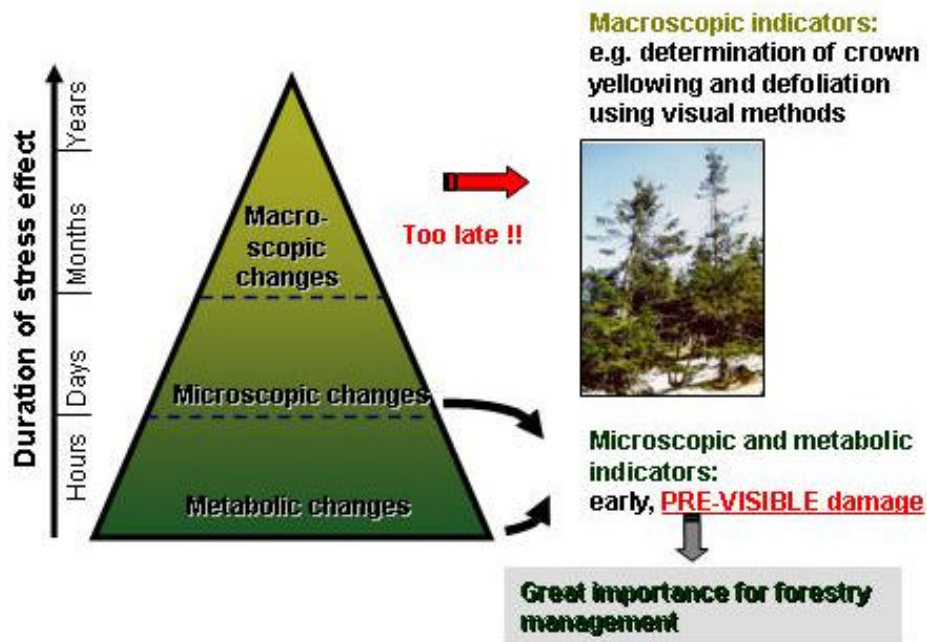 Macroscopic indicators:
e.g. determination of crown
yellowing and defoliation
using visual methods
Duration of stress effect
Years
Months
Days
Hours
Macro-
scopic
changes
Too late !!
Microscopic changes
Metabolic changes
Microscopic and metabolic
indicators:
early, PRE-VISIBLE damage
Great importance for forestry
management